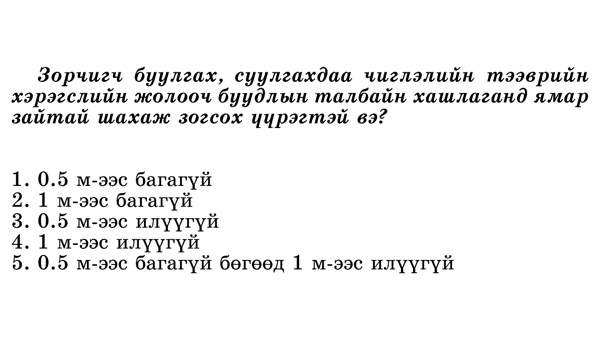 Зорчигч буулгах, суулгахдаа чиглэлийн тээврийн
хэрэгслийн жолооч буудлын талбайн хашлаганд ямар
зайтай шахаж зогсох үүрэгтэй вэ?
1. 0.5 м-ээс багагүй
2. 1 м-ээс багагүй
3. 0.5 м-ээс илүүгүй
4. 1 м-ээс илүүгүй
5. 0.5 м-ээс багагүй бөгөөд 1 м-ээс илүүгүй